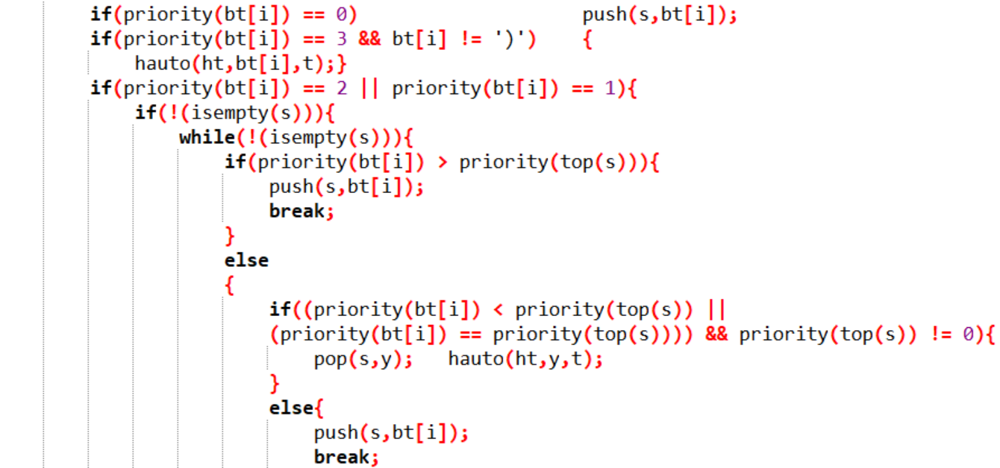 if(priority(bt[i]) == 0) push(s,bt[i]);
if(priority(bt[i]) == 3 && bt[i] != ')') {
hauto(ht,bt[i],t);}
if(priority(bt[i]) == 2 || priority(bt[i]) == 1){
if(!(isempty(s))){
while(!(isempty(s))){
if(priority(bt[i]) > priority(top(s))){
push(s,bt[i]);
break;
}
else
{
if((priority(bt[i]) < priority(top(s)) ||
(priority(bt[i]) == priority(top(s)))) && priority(top(s)) != 0){
pop(s,y); hauto(ht,y,t);
}
else{
push(s,bt[i]);
break;